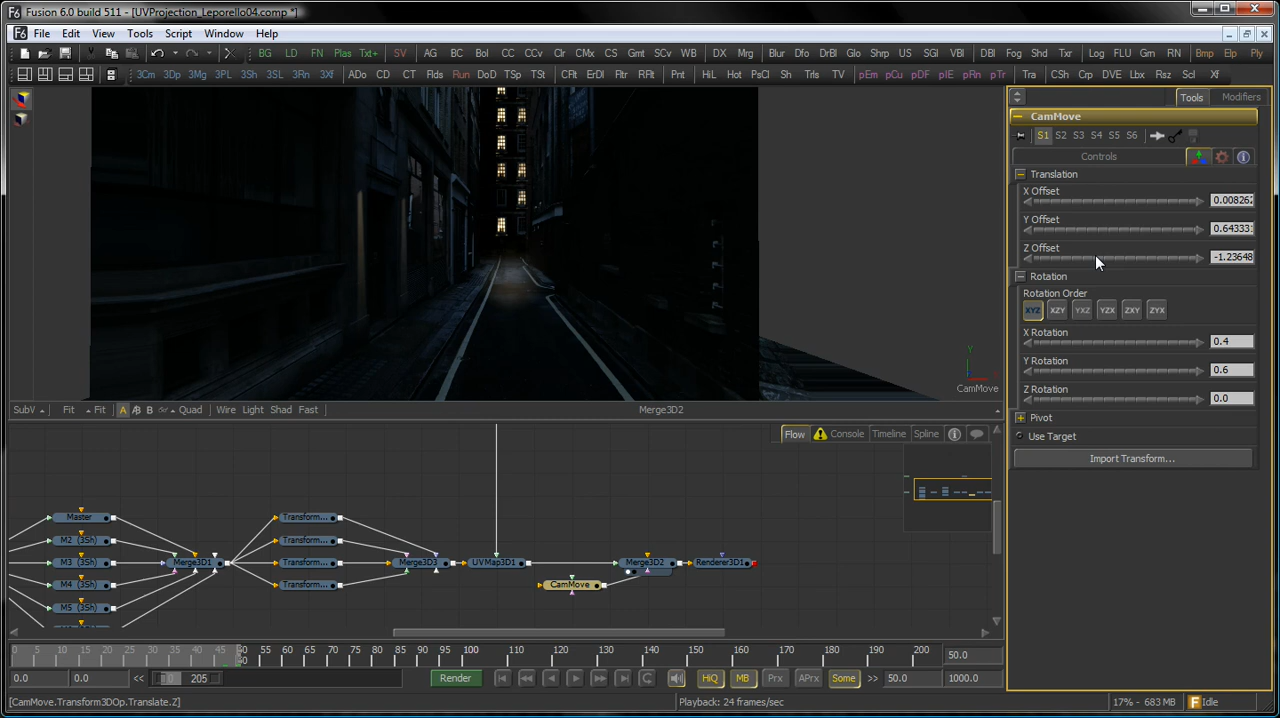 Fusion 6.0 build 511 - [UVProjection_Leporello04.comp *]
File Edit View Tools Script Window Help
BG LD FN Plas Txt+ SV AG BC BOL CC CCv Clr CMx CS Gmt SCv WB DX Mrg Blur Dfo DrBl Glo Shrp US SGl VBl DBl Fog Shd Txr Log FLU Grn RN Bmp Elp Ply
3Cm 3Dp 3Mg 3PL 3Sh 3SL 3Rn 3Xf ADo CD CT Flds Run DoD TSp TSt CFlt ErDl Fltr RFlt Pnt HiL Hot PzCl Sh Trls TV pEm pCu pDF pIE pRn pTr Tra CSh Crp DVE Lbx Rsz Scl Xf
Tools Modifiers
CamMove
S1 S2 S3 S4 S5 S6
Controls
Translation
X Offset
0.008262
Y Offset
0.64333
Z Offset
-1.23648
Rotation
Rotation Order
XYZ XZY YXZ YZX ZXY ZYX
X Rotation
0.4
Y Rotation
0.6
Z Rotation
0.0
Pivot
Use Target
Import Transform...
Y
X
CamMove
SubV Fit Fit A B Quad Wire Light Shad Fast Merge3D2
Flow Console Timeline Spline
Master
M2 (3Sh)
M3 (3Sh)
M4 (3Sh)
M5 (3Sh)
Merge3D1
Transform...
Transform...
Transform...
Transform...
Merge3D3
UVMap3D1
CamMove
Merge3D2
Renderer3D1
0 5 10 15 20 25 30 35 40 45 50 60 65 70 75 80 85 90 95 100 110 120 130 140 150 160 170 180 200 50.0
0.0 0.0 << 205 Render HiQ MB Prx APrx Some >> 50.0 1000.0
[CamMove.Transform3DOp.Translate.Z] Playback: 24 frames/sec 17% - 683 MB Idle